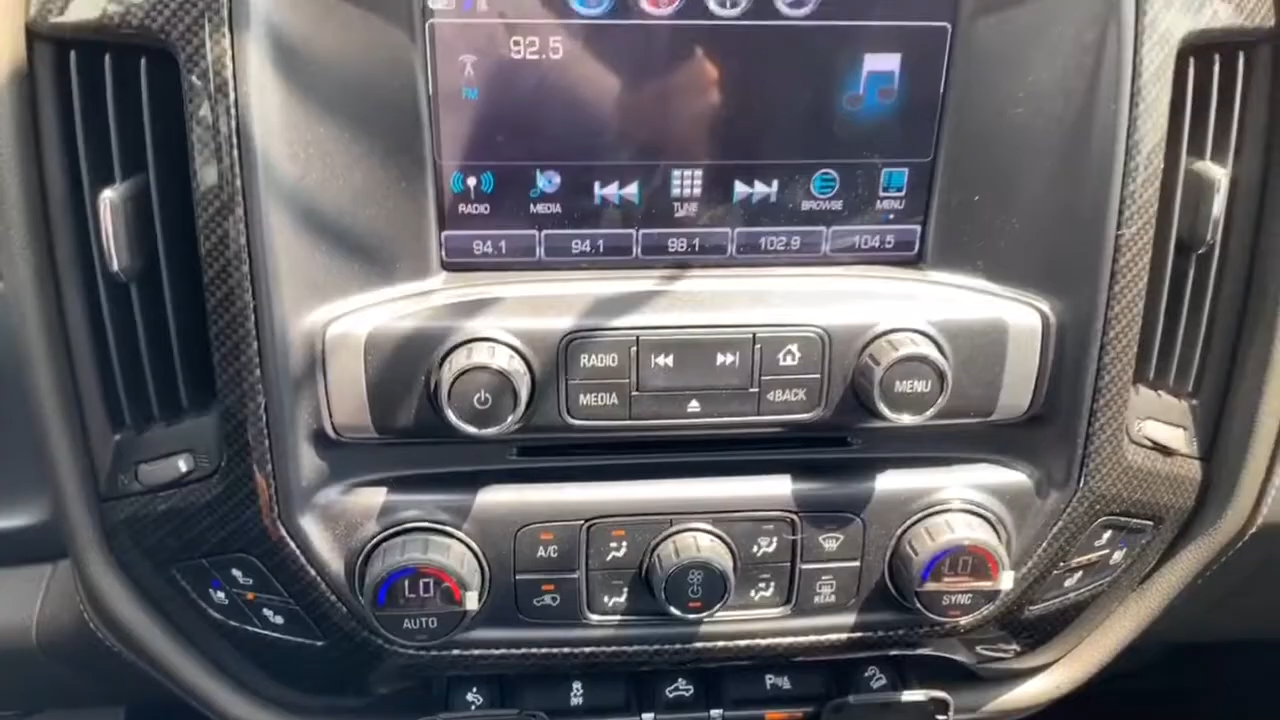 92.5
FM
RADIO MEDIA TUNE BROWSE MENU
94.1 94.1 98.1 102.9 104.5
RADIO
MEDIA
BACK
MENU
A/C
REAR
LO
AUTO
LO
SYNC
OFF
P